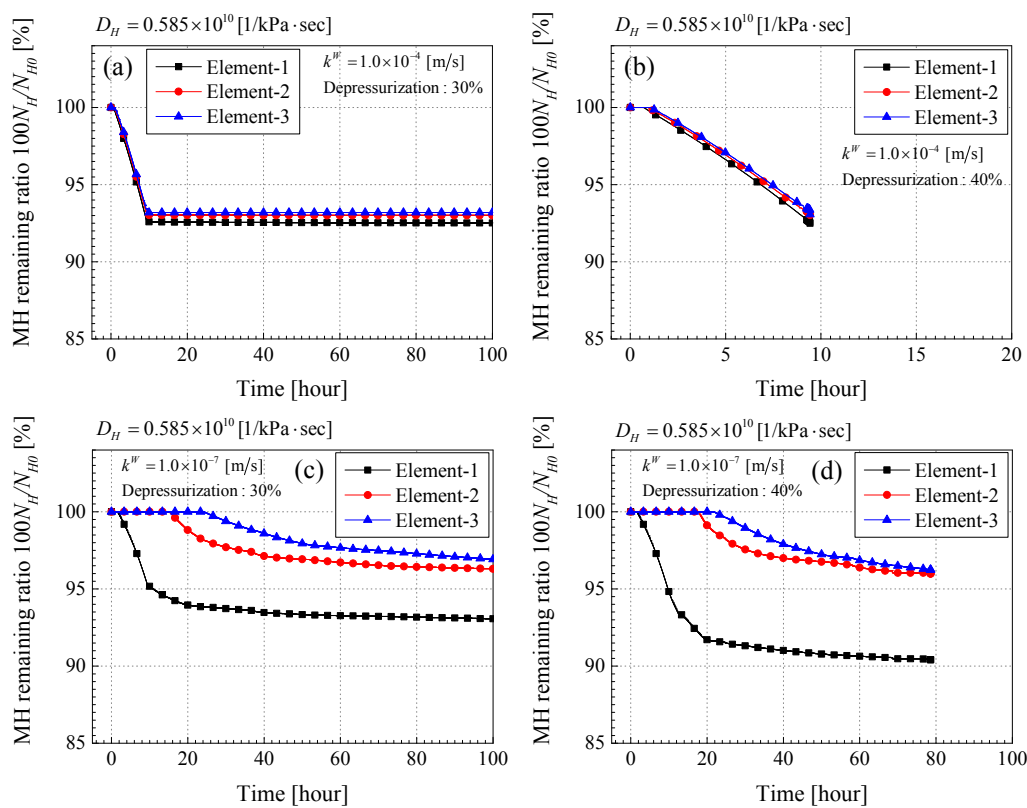 D_H = 0.585×10^10 [1/kPa·sec]
(a)
Element-1
Element-2
Element-3
k^W = 1.0×10^−4 [m/s]
Depressurization : 30%
MH remaining ratio 100N_H/N_H0 [%]
100
95
90
85
0 20 40 60 80 100
Time [hour]
D_H = 0.585×10^10 [1/kPa·sec]
(b)
Element-1
Element-2
Element-3
k^W = 1.0×10^−4 [m/s]
Depressurization : 40%
MH remaining ratio 100N_H/N_H0 [%]
100
95
90
85
0 5 10 15 20
Time [hour]
D_H = 0.585×10^10 [1/kPa·sec]
k^W = 1.0×10^−7 [m/s]
Depressurization : 30%
(c)
Element-1
Element-2
Element-3
MH remaining ratio 100N_H/N_H0 [%]
100
95
90
85
0 20 40 60 80 100
Time [hour]
D_H = 0.585×10^10 [1/kPa·sec]
k^W = 1.0×10^−7 [m/s]
Depressurization : 40%
(d)
Element-1
Element-2
Element-3
MH remaining ratio 100N_H/N_H0 [%]
100
95
90
85
0 20 40 60 80 100
Time [hour]